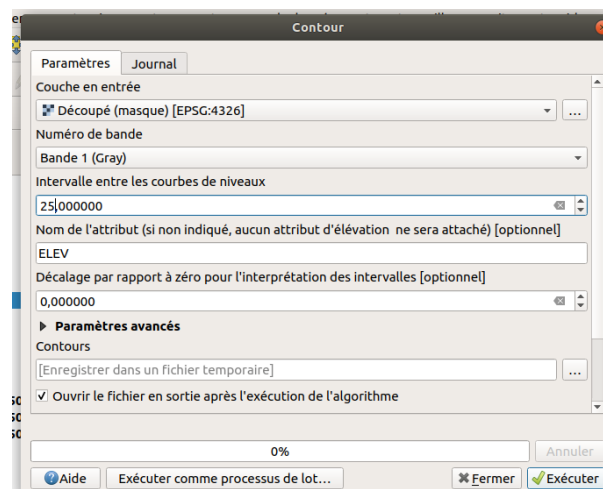 Contour
Paramètres Journal
Couche en entrée
Découpé (masque) [EPSG:4326] ...
Numéro de bande
Bande 1 (Gray)
Intervalle entre les courbes de niveaux
25,000000
Nom de l'attribut (si non indiqué, aucun attribut d'élévation ne sera attaché) [optionnel]
ELEV
Décalage par rapport à zéro pour l'interprétation des intervalles [optionnel]
0,000000
Paramètres avancés
Contours
[Enregistrer dans un fichier temporaire] ...
Ouvrir le fichier en sortie après l'exécution de l'algorithme
0% Annuler
Aide Exécuter comme processus de lot... Fermer Exécuter